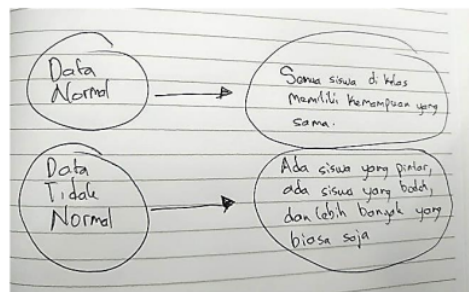 Data
Normal
Semua siswa di kelas
memiliki kemampuan yang
sama.
Data
Tidak
Normal
Ada siswa yang pintar,
ada siswa yang bodoh,
dan lebih banyak yang
biasa saja